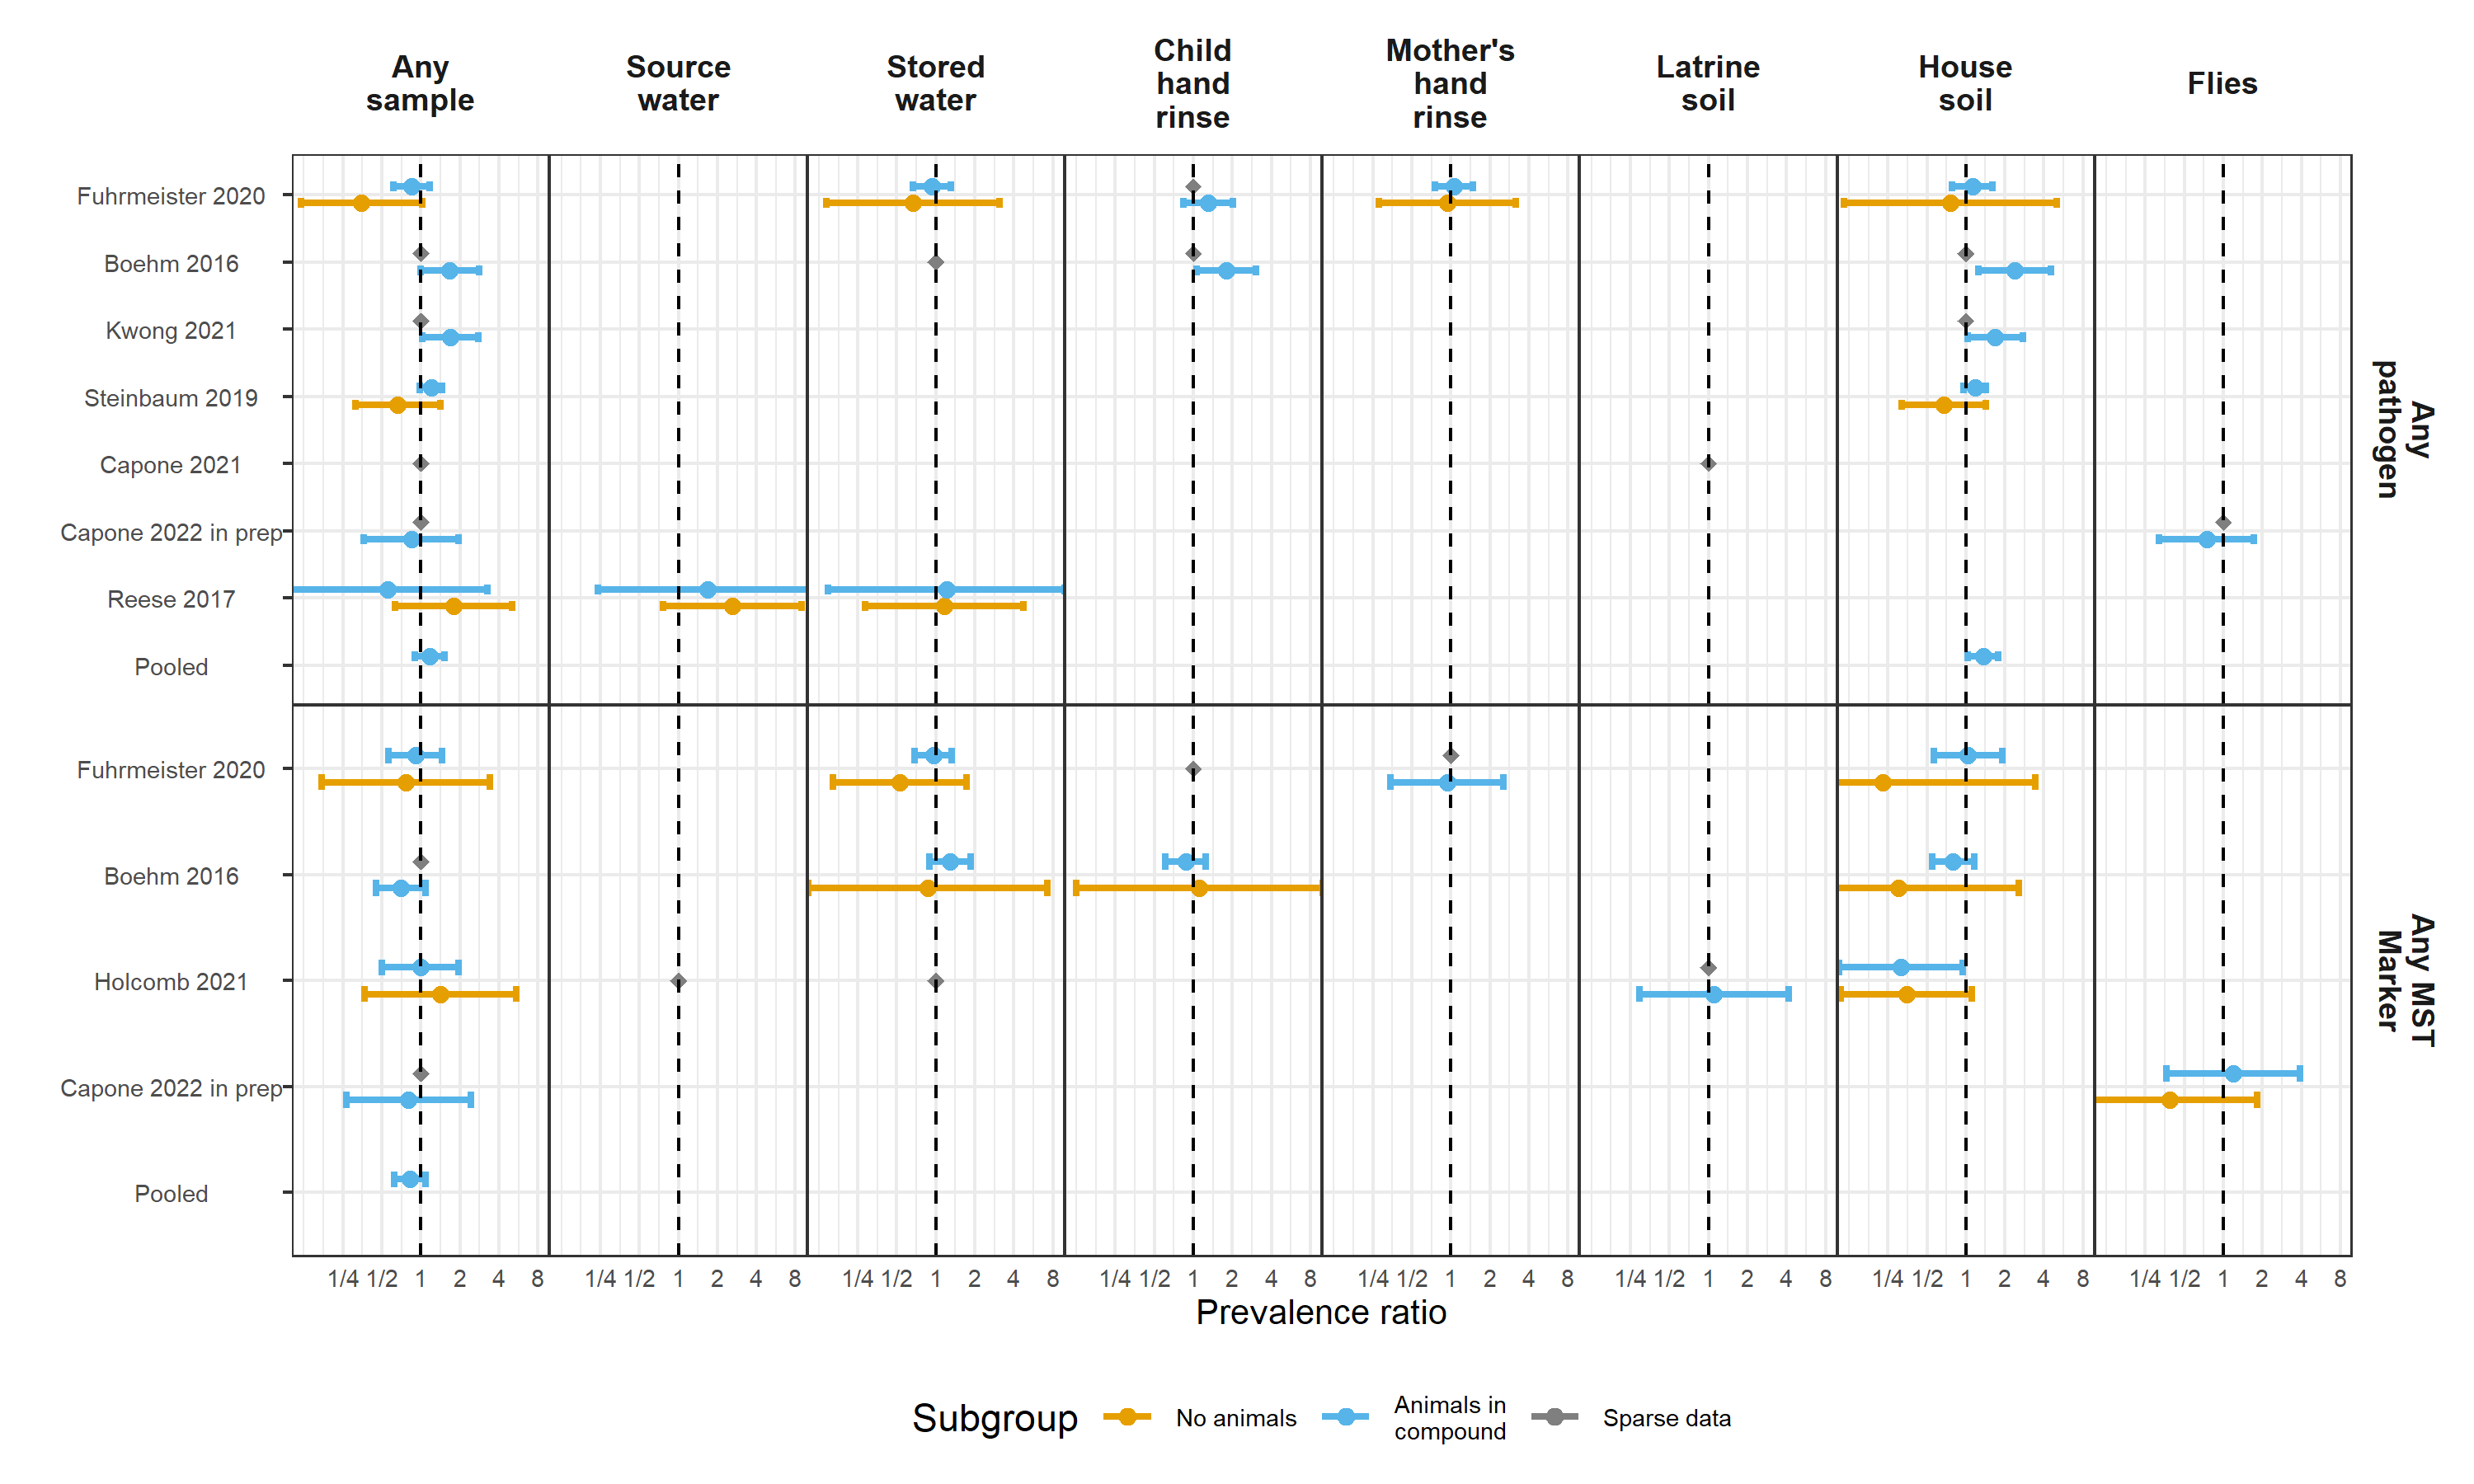 Any
sample
Source
water
Stored
water
Child
hand
rinse
Mother's
hand
rinse
Latrine
soil
House
soil
Flies
Fuhrmeister 2020
Boehm 2016
Kwong 2021
Steinbaum 2019
Capone 2021
Capone 2022 in prep
Reese 2017
Pooled
Any
pathogen
Fuhrmeister 2020
Boehm 2016
Holcomb 2021
Capone 2022 in prep
Pooled
Any MST
Marker
1/4 1/2 1 2 4 8
1/4 1/2 1 2 4 8
1/4 1/2 1 2 4 8
1/4 1/2 1 2 4 8
1/4 1/2 1 2 4 8
1/4 1/2 1 2 4 8
1/4 1/2 1 2 4 8
1/4 1/2 1 2 4 8
Prevalence ratio
Subgroup
No animals
Animals in
compound
Sparse data